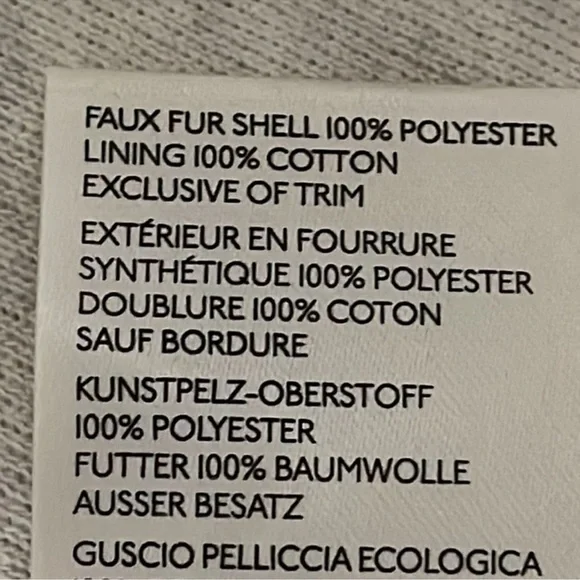 FAUX FUR SHELL 100% POLYESTER
LINING 100% COTTON
EXCLUSIVE OF TRIM
EXTÉRIEUR EN FOURRURE
SYNTHÉTIQUE 100% POLYESTER
DOUBLURE 100% COTON
SAUF BORDURE
KUNSTPELZ-OBERSTOFF
100% POLYESTER
FUTTER 100% BAUMWOLLE
AUSSER BESATZ
GUSCIO PELLICCIA ECOLOGICA